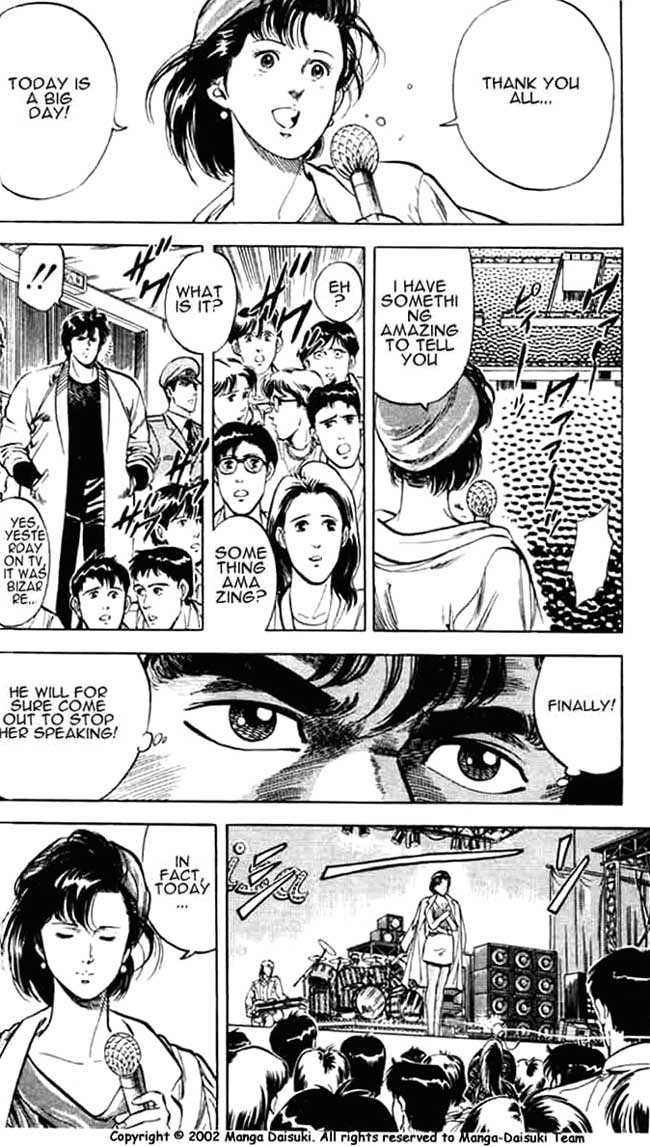 THANK YOU
ALL...
TODAY IS
A BIG
DAY!
I HAVE
SOMETHI
NG
AMAZING
TO TELL
YOU
EH
?
WHAT
IS IT?
SOME
THING
AMA
ZING?
!!
YES,
YESTE
RDAY
ON TV,
IT WAS
BIZAR
RE...
FINALLY!
HE WILL FOR
SURE COME
OUT TO STOP
HER SPEAKING!
IN
FACT,
TODAY
...
Copyright © 2002 Manga Daisuki. All rights reserved to Manga-Daisuki Team